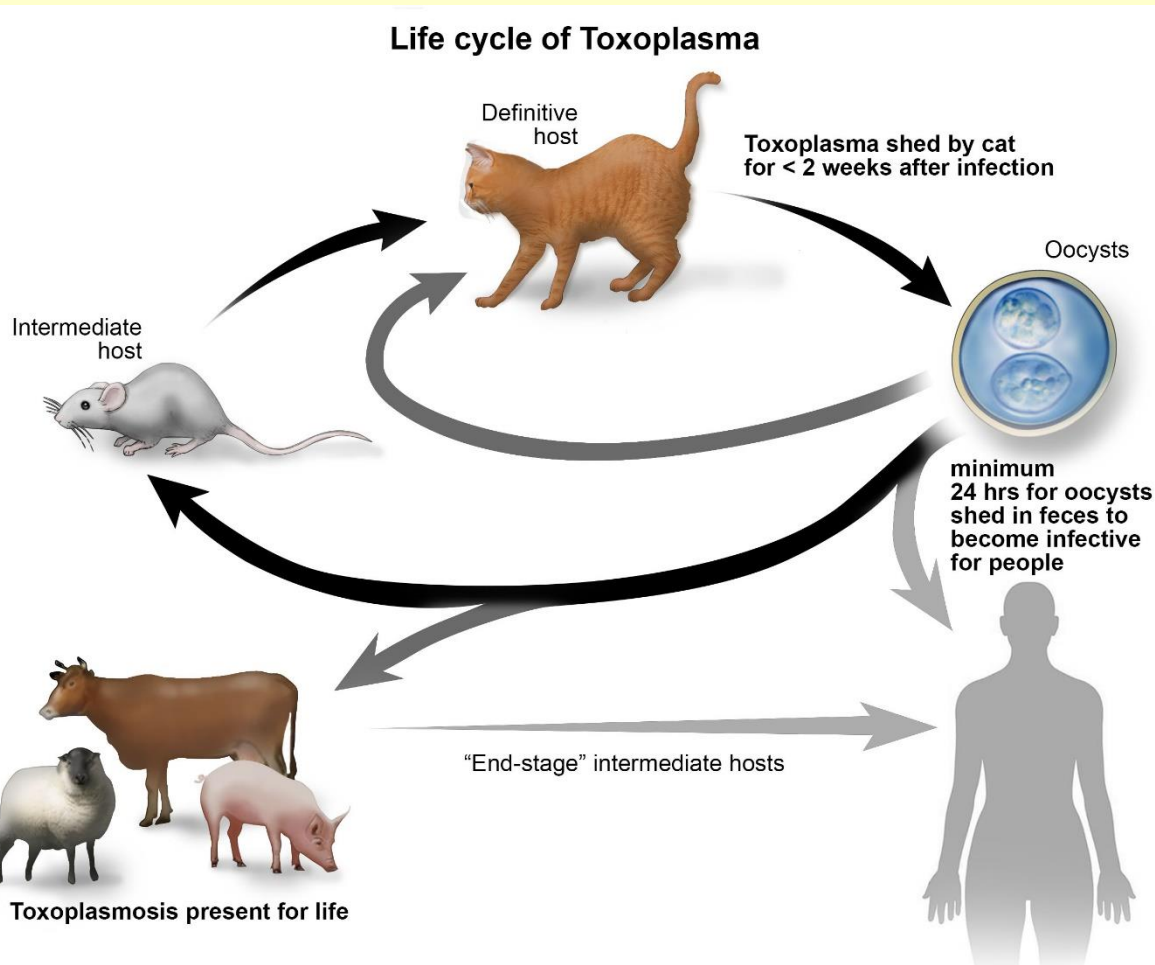 Life cycle of Toxoplasma
Definitive
host
Toxoplasma shed by cat
for < 2 weeks after infection
Oocysts
Intermediate
host
minimum
24 hrs for oocysts
shed in feces to
become infective
for people
“End-stage” intermediate hosts
Toxoplasmosis present for life